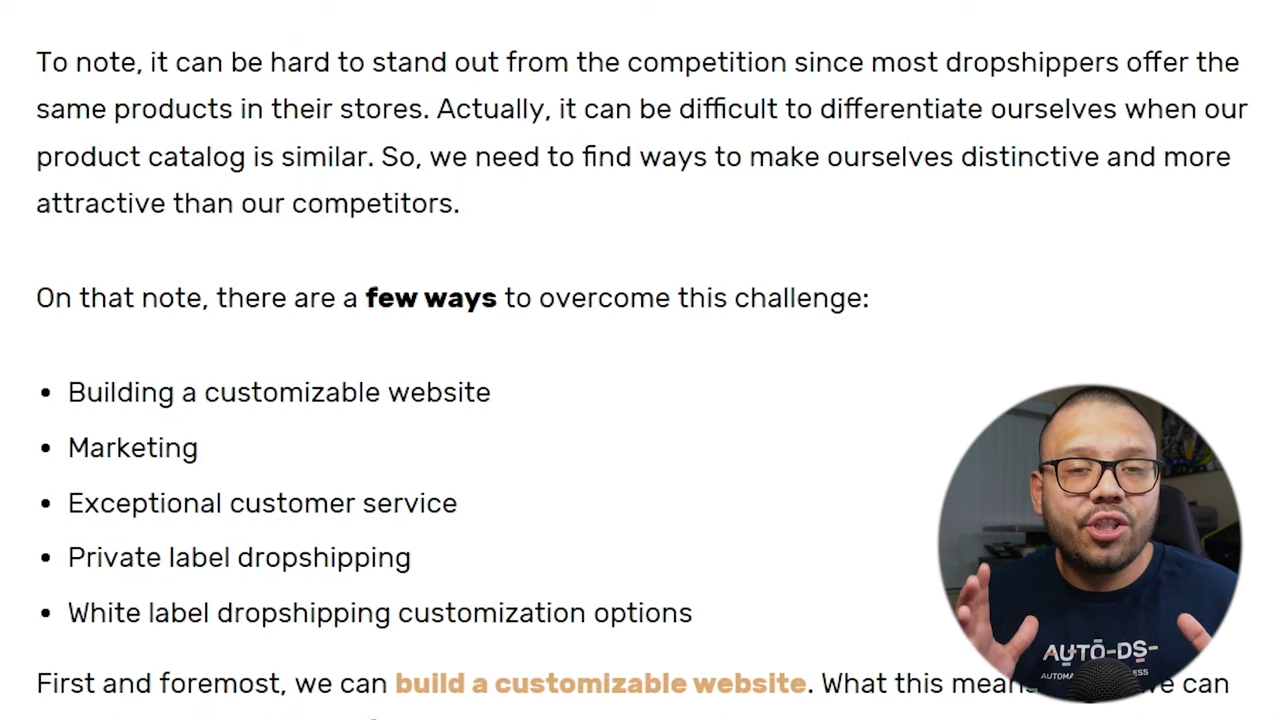 To note, it can be hard to stand out from the competition since most dropshippers offer the
same products in their stores. Actually, it can be difficult to differentiate ourselves when our
product catalog is similar. So, we need to find ways to make ourselves distinctive and more
attractive than our competitors.
On that note, there are a few ways to overcome this challenge:
• Building a customizable website
• Marketing
• Exceptional customer service
• Private label dropshipping
• White label dropshipping customization options
AUTO-DS-
First and foremost, we can build a customizable website. What this we can